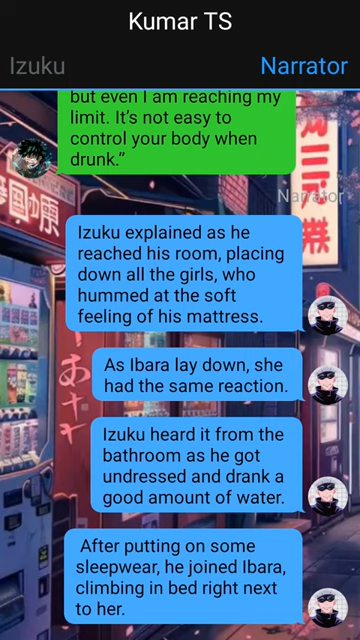 Kumar TS
Izuku
Narrator
but even I am reaching my
limit. It’s not easy to
control your body when
drunk.”
Narrator
Izuku explained as he
reached his room, placing
down all the girls, who
hummed at the soft
feeling of his mattress.
As Ibara lay down, she
had the same reaction.
Izuku heard it from the
bathroom as he got
undressed and drank a
good amount of water.
After putting on some
sleepwear, he joined Ibara,
climbing in bed right next
to her.